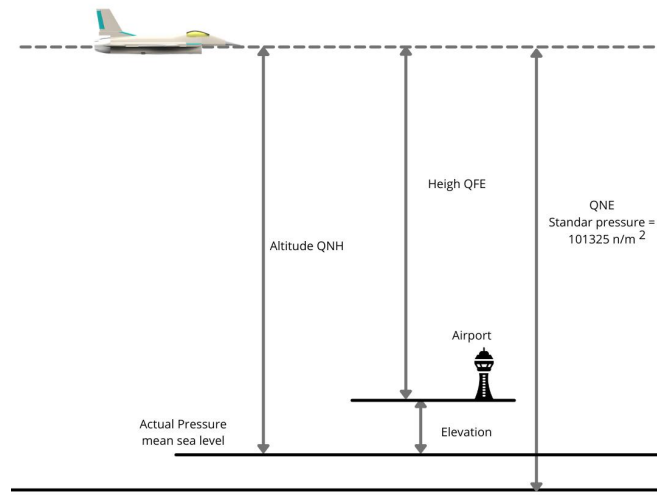 Heigh QFE
QNE
Standar pressure =
101325 n/m 2
Altitude QNH
Airport
Actual Pressure
mean sea level
Elevation